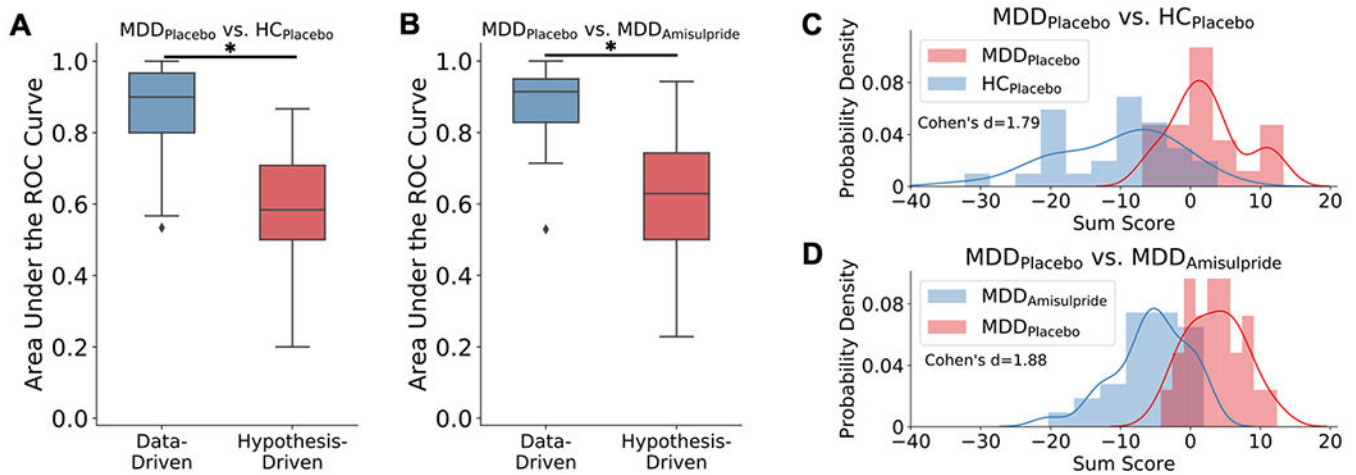 A
MDDPlacebo vs. HCPlacebo
*
Area Under the ROC Curve
1.0
0.8
0.6
0.4
0.2
0.0
Data-
Driven
Hypothesis-
Driven
B
MDDPlacebo vs. MDDAmisulpride
*
Area Under the ROC Curve
1.0
0.8
0.6
0.4
0.2
0.0
Data-
Driven
Hypothesis-
Driven
C
MDDPlacebo vs. HCPlacebo
Probability Density
0.08
0.04
0
MDDPlacebo
HCPlacebo
Cohen's d=1.79
−40 −30 −20 −10 0 10 20
Sum Score
D
MDDPlacebo vs. MDDAmisulpride
Probability Density
0.08
0.04
0
MDDAmisulpride
MDDPlacebo
Cohen's d=1.88
−40 −30 −20 −10 0 10 20
Sum Score